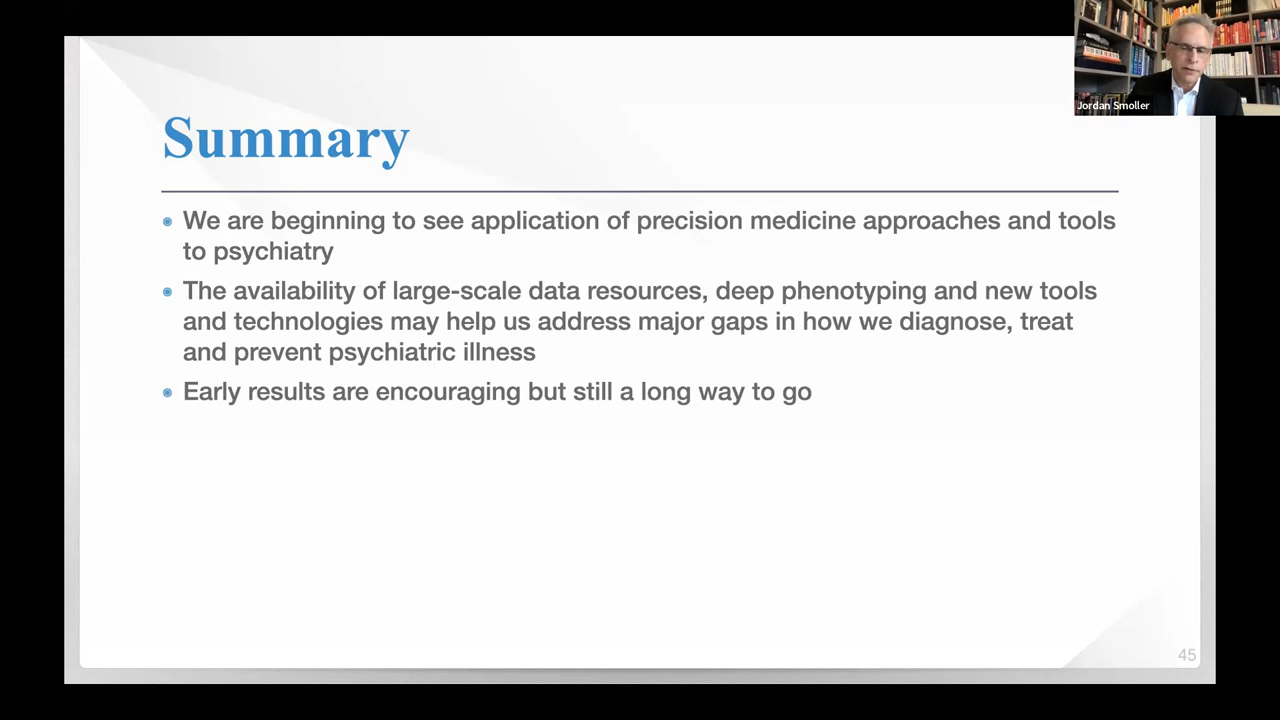 Jordan Smoller
Summary
We are beginning to see application of precision medicine approaches and tools
to psychiatry
The availability of large-scale data resources, deep phenotyping and new tools
and technologies may help us address major gaps in how we diagnose, treat
and prevent psychiatric illness
Early results are encouraging but still a long way to go
45